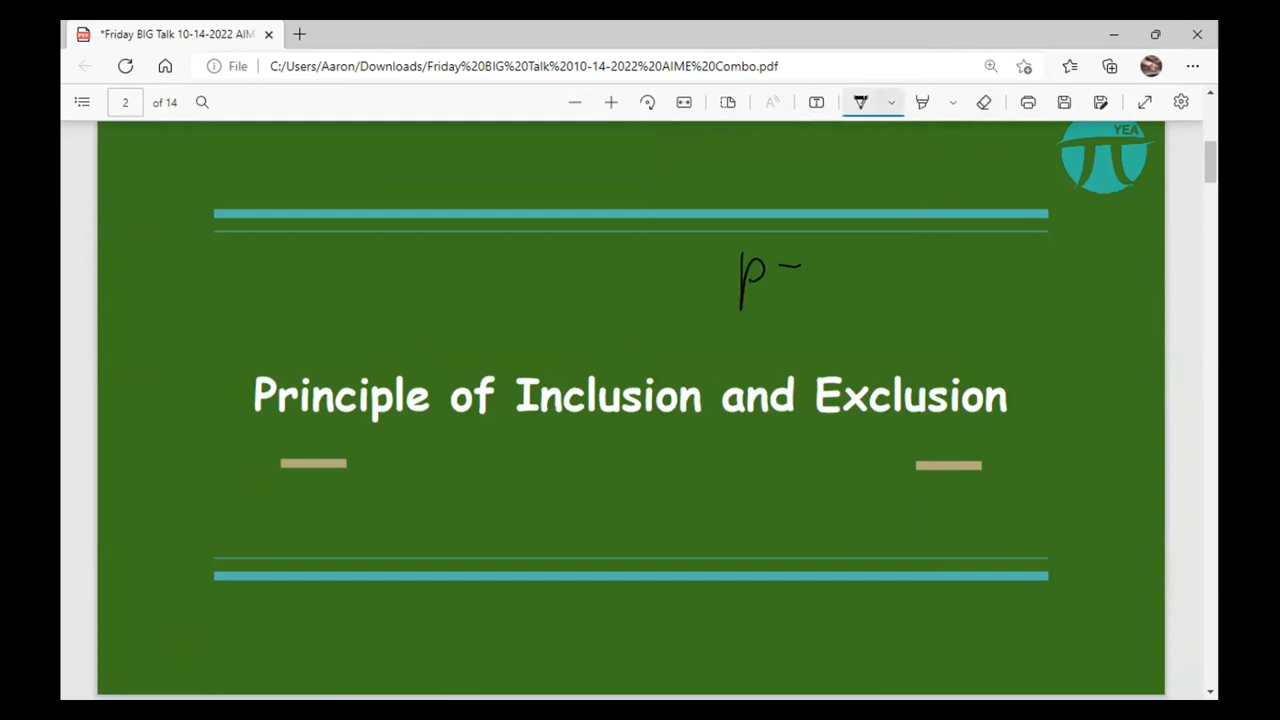 *Friday BIG Talk 10-14-2022 AIM
File
C:/Users/Aaron/Downloads/Friday%20BIG%20Talk%2010-14-2022%20AIME%20Combo.pdf
2 of 14
YEA
π
p -
Principle of Inclusion and Exclusion